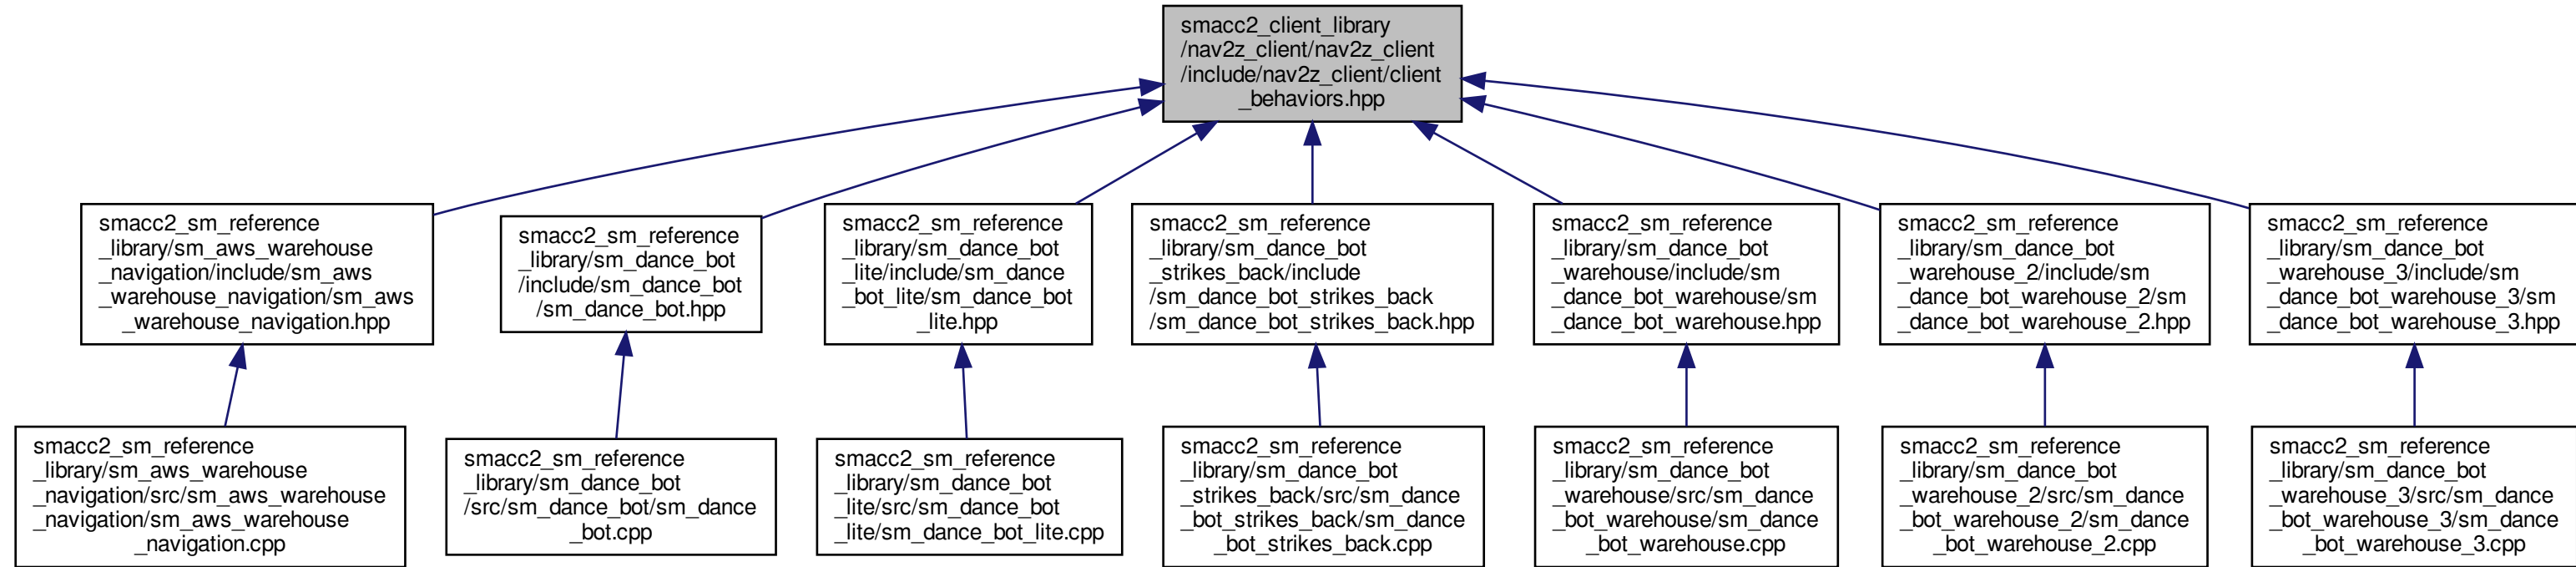 smacc2_client_library
/nav2z_client/nav2z_client
/include/nav2z_client/client
_behaviors.hpp
smacc2_sm_reference
_library/sm_aws_warehouse
_navigation/include/sm_aws
_warehouse_navigation/sm_aws
_warehouse_navigation.hpp
smacc2_sm_reference
_library/sm_dance_bot
/include/sm_dance_bot
/sm_dance_bot.hpp
smacc2_sm_reference
_library/sm_dance_bot
_lite/include/sm_dance
_bot_lite/sm_dance_bot
_lite.hpp
smacc2_sm_reference
_library/sm_dance_bot
_strikes_back/include
/sm_dance_bot_strikes_back
/sm_dance_bot_strikes_back.hpp
smacc2_sm_reference
_library/sm_dance_bot
_warehouse/include/sm
_dance_bot_warehouse/sm
_dance_bot_warehouse.hpp
smacc2_sm_reference
_library/sm_dance_bot
_warehouse_2/include/sm
_dance_bot_warehouse_2/sm
_dance_bot_warehouse_2.hpp
smacc2_sm_reference
_library/sm_dance_bot
_warehouse_3/include/sm
_dance_bot_warehouse_3/sm
_dance_bot_warehouse_3.hpp
smacc2_sm_reference
_library/sm_aws_warehouse
_navigation/src/sm_aws_warehouse
_navigation/sm_aws_warehouse
_navigation.cpp
smacc2_sm_reference
_library/sm_dance_bot
/src/sm_dance_bot/sm_dance
_bot.cpp
smacc2_sm_reference
_library/sm_dance_bot
_lite/src/sm_dance_bot
_lite/sm_dance_bot_lite.cpp
smacc2_sm_reference
_library/sm_dance_bot
_strikes_back/src/sm_dance
_bot_strikes_back/sm_dance
_bot_strikes_back.cpp
smacc2_sm_reference
_library/sm_dance_bot
_warehouse/src/sm_dance
_bot_warehouse/sm_dance
_bot_warehouse.cpp
smacc2_sm_reference
_library/sm_dance_bot
_warehouse_2/src/sm_dance
_bot_warehouse_2/sm_dance
_bot_warehouse_2.cpp
smacc2_sm_reference
_library/sm_dance_bot
_warehouse_3/src/sm_dance
_bot_warehouse_3/sm_dance
_bot_warehouse_3.cpp